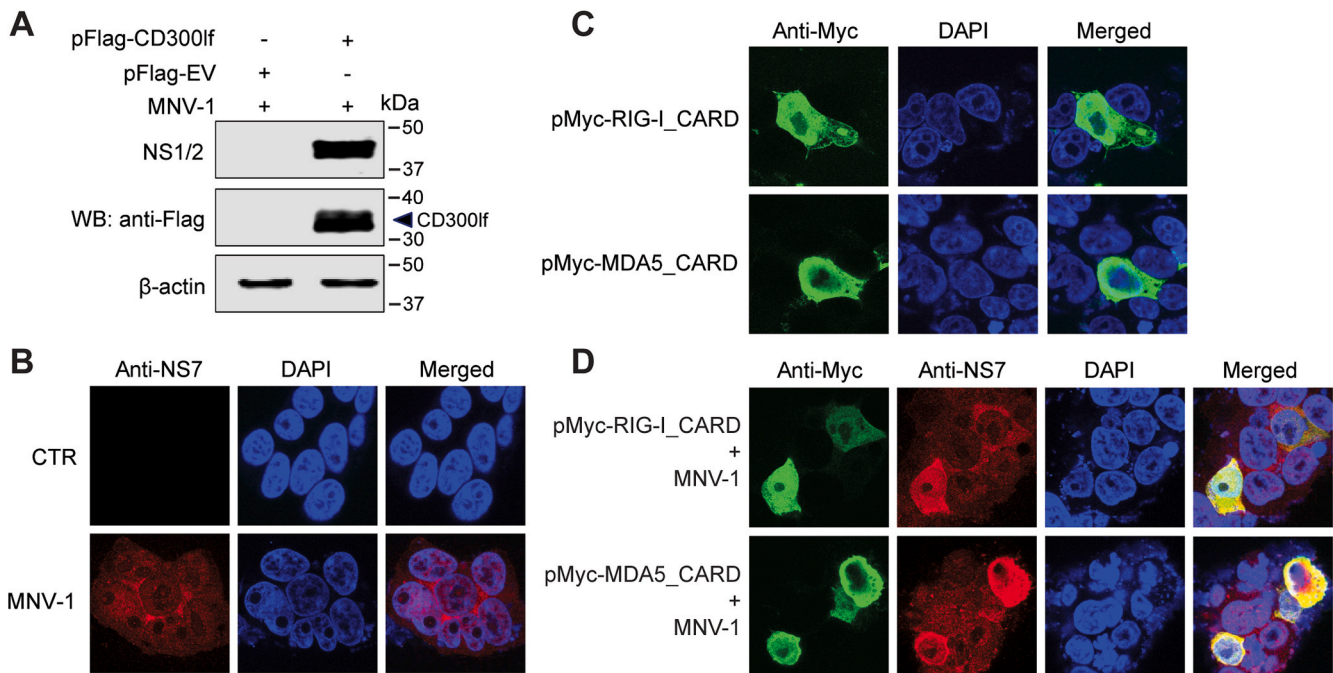 A
pFlag-CD300lf - +
pFlag-EV + -
MNV-1 + + kDa
NS1/2
50
37
WB: anti-Flag
40
CD300lf
30
β-actin
50
37
B
Anti-NS7 DAPI Merged
CTR
MNV-1
C
Anti-Myc DAPI Merged
pMyc-RIG-I_CARD
pMyc-MDA5_CARD
D
Anti-Myc Anti-NS7 DAPI Merged
pMyc-RIG-I_CARD
+
MNV-1
pMyc-MDA5_CARD
+
MNV-1